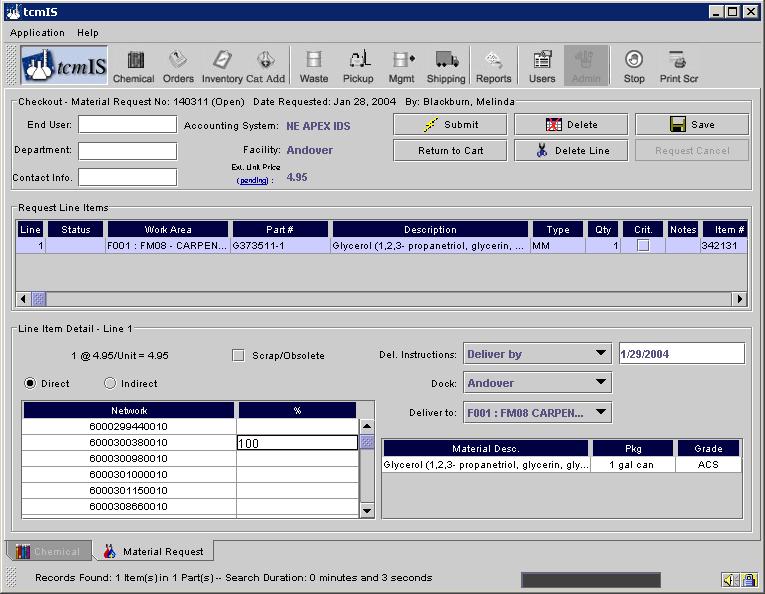 tcmIS
Application Help
tcmIS
Chemical Orders Inventory Cat Add Waste Pickup Mgmt Shipping Reports Users Admin Stop Print Scr
Checkout - Material Request No: 140311 (Open) Date Requested: Jan 28, 2004 By: Blackburn, Melinda
End User: Accounting System: NE APEX IDS Submit Delete Save
Department: Facility: Andover Return to Cart Delete Line Request Cancel
Contact Info. Ext. Unit Price
(pending) : 4.95
Request Line Items
Line Status Work Area Part # Description Type Qty Crit. Notes Item #
1 F001 : FM08 - CARPEN... G373511-1 Glycerol (1,2,3- propanetriol, glycerin, ... MM 1 342131
Line Item Detail - Line 1
1 @ 4.95/Unit = 4.95 Scrap/Obsolete Del. Instructions: Deliver by 1/29/2004
Direct Indirect Dock: Andover
Deliver to: F001 : FM08 CARPEN...
Network %
6000299440010
6000300380010 100
6000300980010
6000301000010
6000301150010
6000308660010
Material Desc. Pkg Grade
Glycerol (1,2,3- propanetriol, glycerin, gly... 1 gal can ACS
Chemical Material Request
Records Found: 1 Item(s) in 1 Part(s) -- Search Duration: 0 minutes and 3 seconds